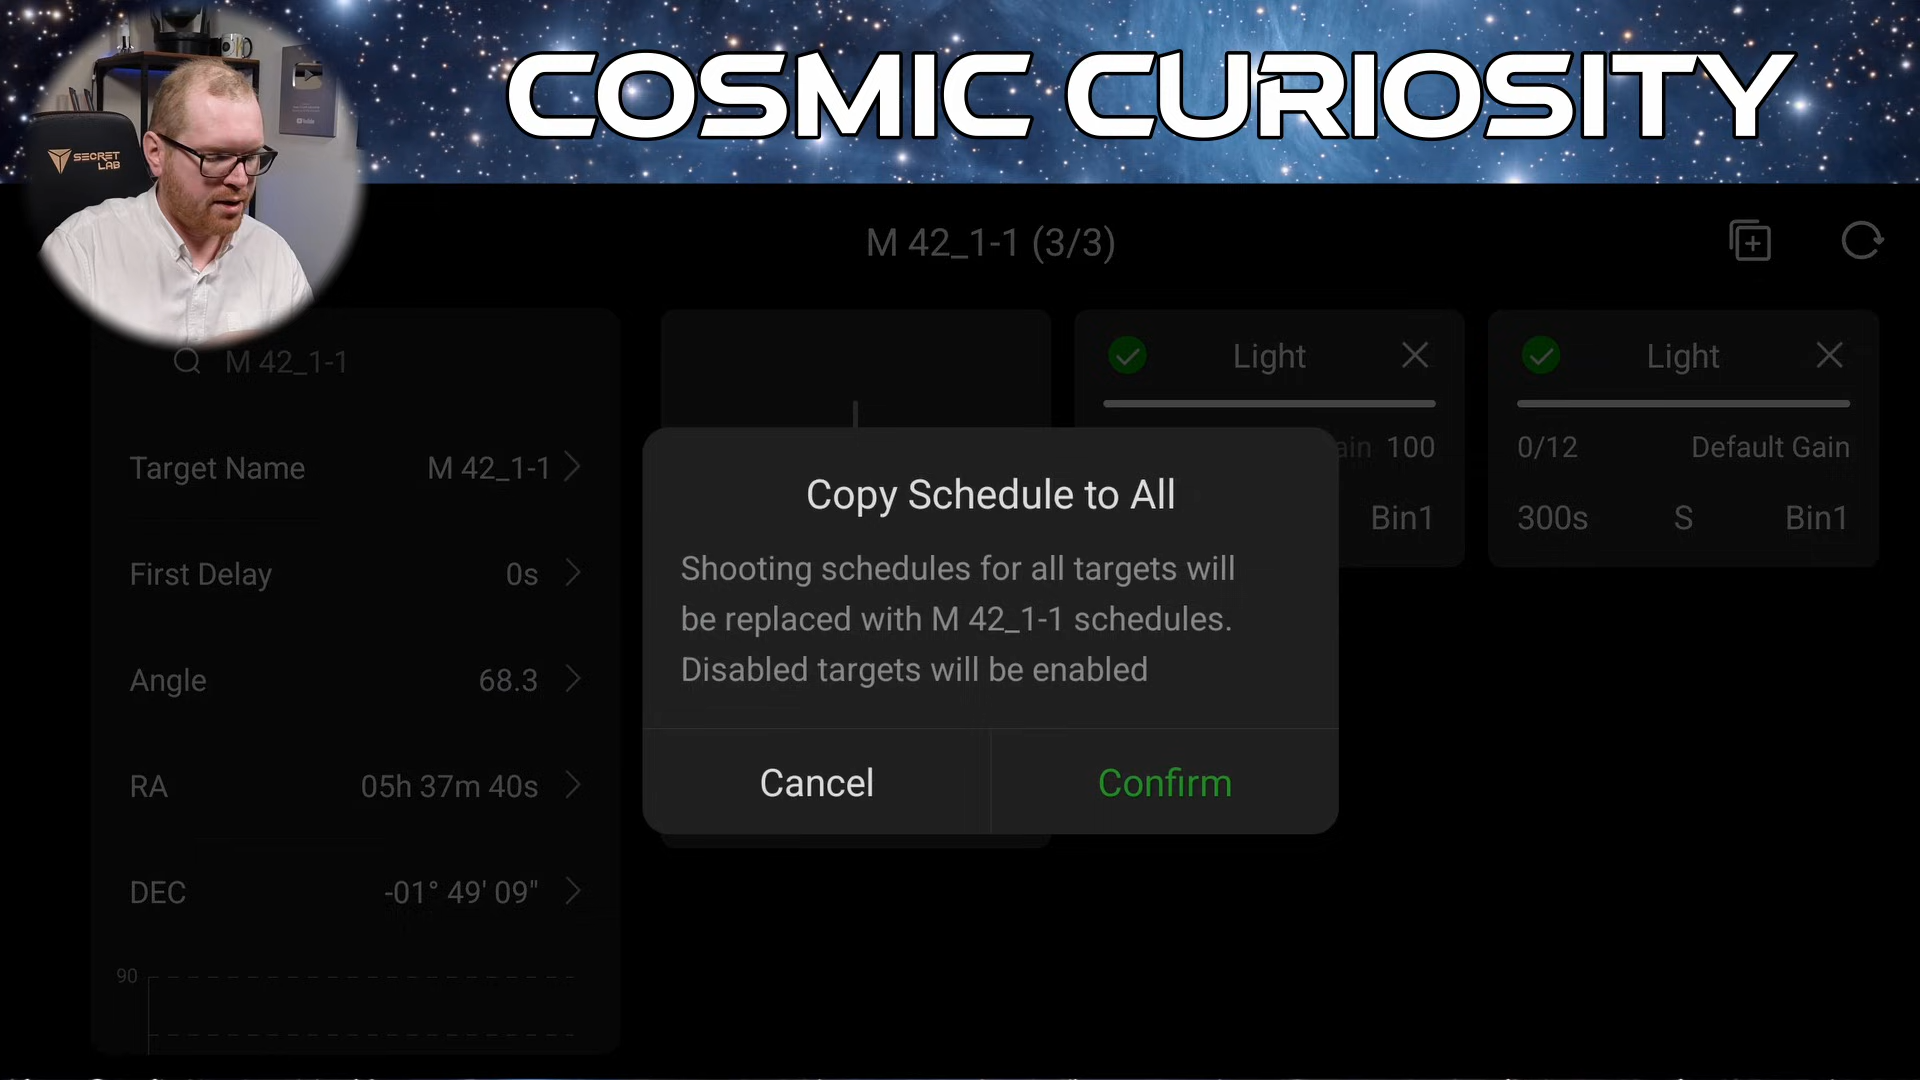 COSMIC CURIOSITY
SECRET
LAB
M 42_1-1 (3/3)
M 42_1-1
Target Name M 42_1-1
First Delay 0s
Angle 68.3
RA 05h 37m 40s
DEC -01° 49' 09"
90
Light
100
Bin1
Light
0/12 Default Gain
300s S Bin1
Copy Schedule to All
Shooting schedules for all targets will
be replaced with M 42_1-1 schedules.
Disabled targets will be enabled
Cancel Confirm